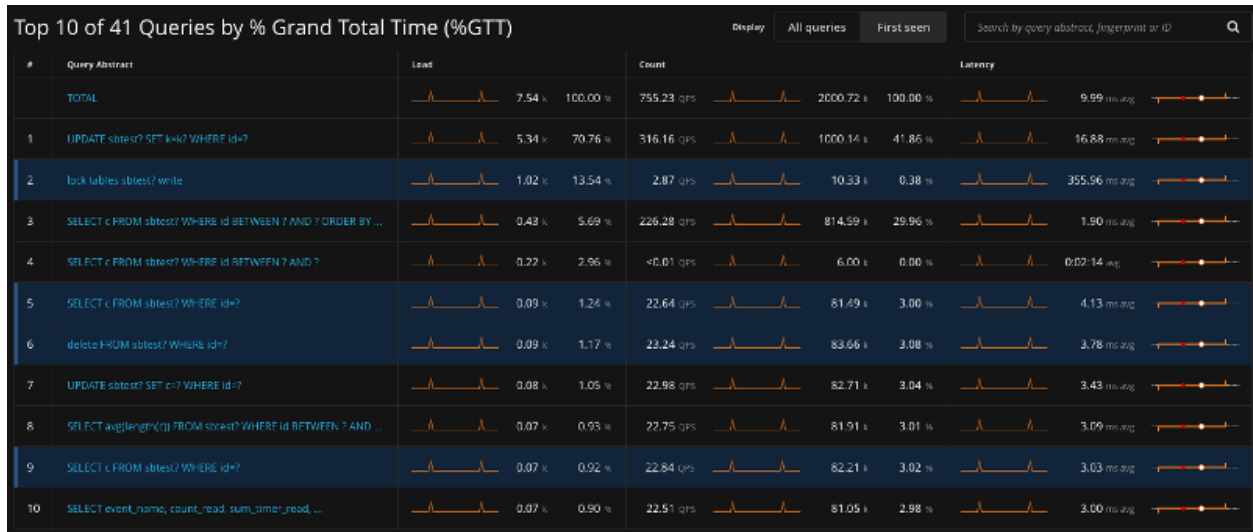 Top 10 of 41 Queries by % Grand Total Time (%GTT) Display All queries First seen Search by query abstract, fingerprint or ID
# Query Abstract Load Count Latency
TOTAL 7.54 k 100.00 % 755.23 QPS 2000.72 k 100.00 % 9.99 ms avg
1 UPDATE sbtest? SET k=k? WHERE id=? 5.34 k 70.76 % 316.16 QPS 1000.14 k 41.86 % 16.88 ms avg
2 lock tables sbtest? write 1.02 k 13.54 % 2.87 QPS 10.33 k 0.38 % 355.96 ms avg
3 SELECT c FROM sbtest? WHERE id BETWEEN ? AND ? ORDER BY ... 0.43 k 5.69 % 226.28 QPS 814.59 k 29.96 % 1.90 ms avg
4 SELECT c FROM sbtest? WHERE id BETWEEN ? AND ? 0.22 k 2.96 % <0.01 QPS 6.00 k 0.00 % 0:02:14 avg
5 SELECT c FROM sbtest? WHERE id=? 0.09 k 1.24 % 22.64 QPS 81.49 k 3.00 % 4.13 ms avg
6 delete FROM sbtest? WHERE id=? 0.09 k 1.17 % 23.24 QPS 83.66 k 3.08 % 3.78 ms avg
7 UPDATE sbtest? SET c=? WHERE id=? 0.08 k 1.05 % 22.98 QPS 82.71 k 3.04 % 3.43 ms avg
8 SELECT avg(length(c)) FROM sbtest? WHERE id BETWEEN ? AND ... 0.07 k 0.93 % 22.75 QPS 81.91 k 3.01 % 3.09 ms avg
9 SELECT c FROM sbtest? WHERE id=? 0.07 k 0.92 % 22.84 QPS 82.21 k 3.02 % 3.03 ms avg
10 SELECT event_name, count_read, sum_timer_read, ... 0.07 k 0.90 % 22.51 QPS 81.05 k 2.98 % 3.00 ms avg